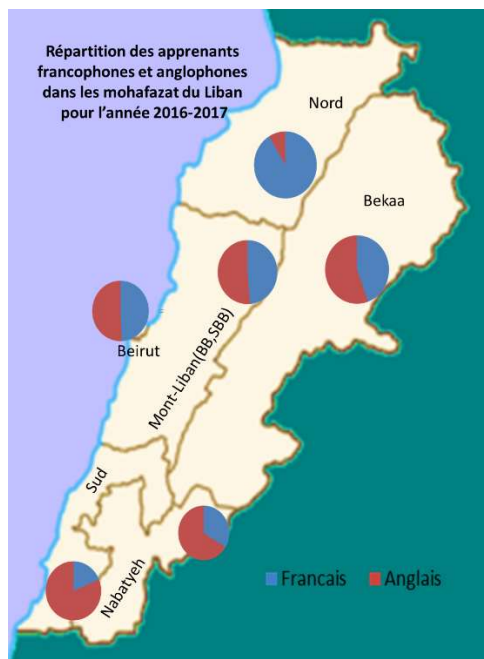 Répartition des apprenants
francophones et anglophones
dans les mohafazat du Liban
pour l'année 2016-2017
Nord
Bekaa
Beirut
Mont-Liban(BB,SBB)
Sud
Nabatyeh
Francais
Anglais